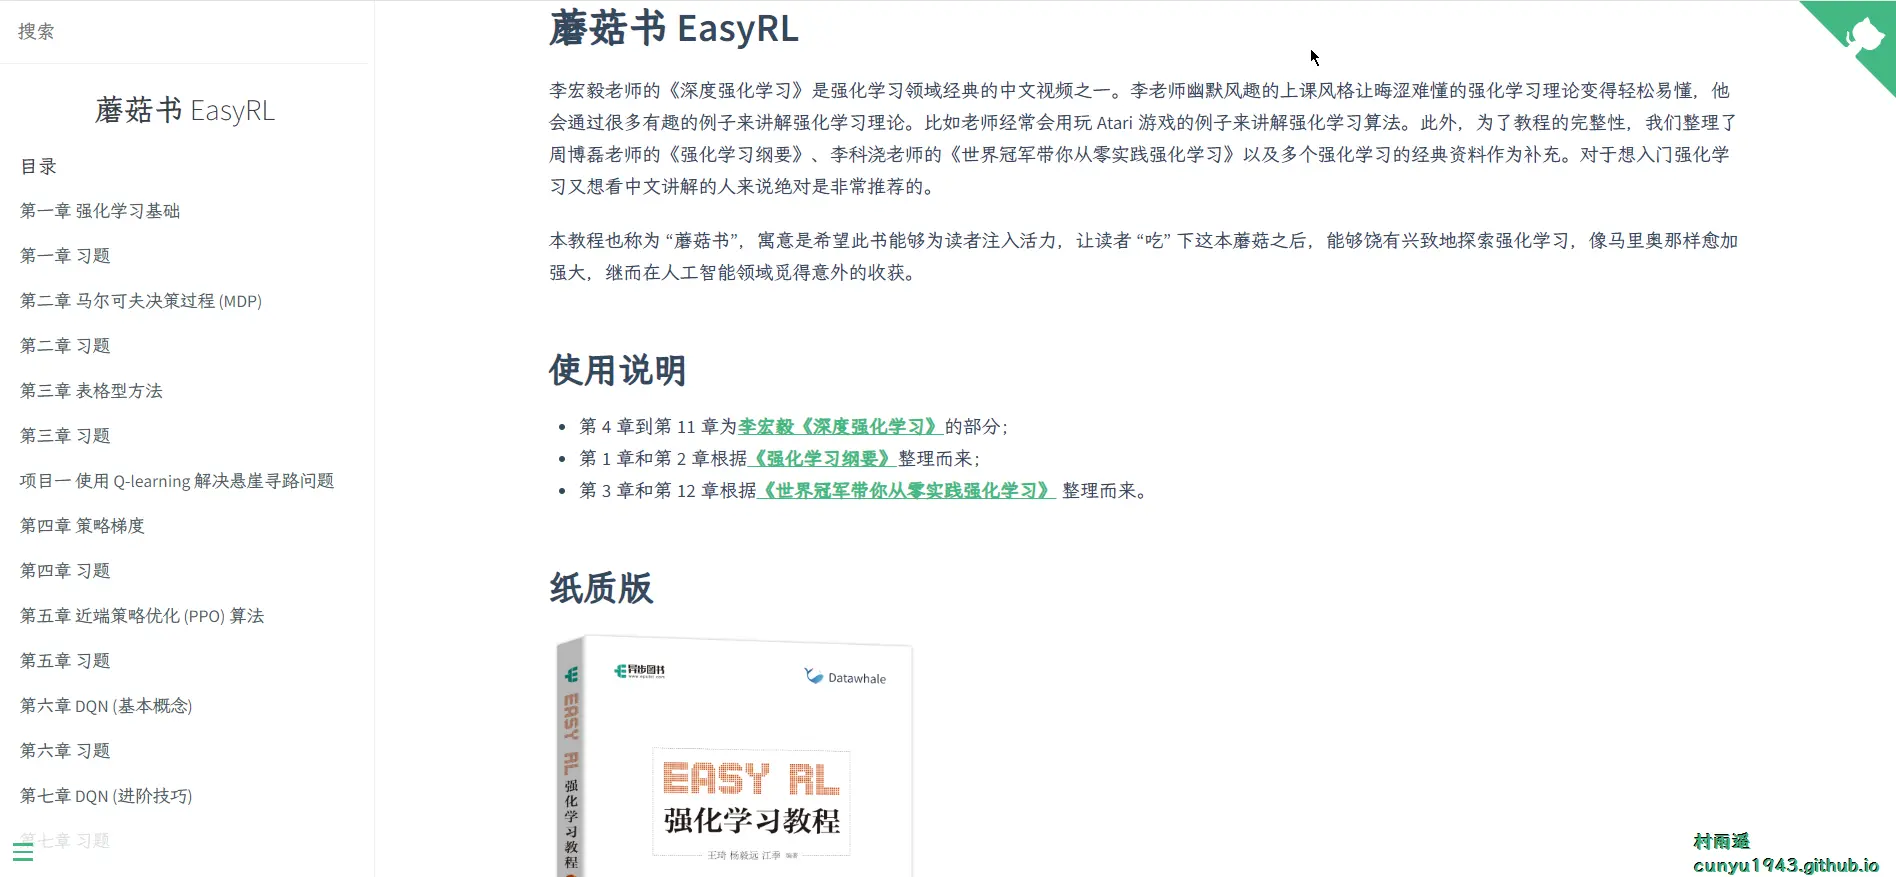 搜索
蘑菇书 EasyRL
目录
第一章 强化学习基础
第一章 习题
第二章 马尔可夫决策过程 (MDP)
第二章 习题
第三章 表格型方法
第三章 习题
项目一 使用 Q-learning 解决悬崖寻路问题
第四章 策略梯度
第四章 习题
第五章 近端策略优化 (PPO) 算法
第五章 习题
第六章 DQN (基本概念)
第六章 习题
第七章 DQN (进阶技巧)
第七章 习题
蘑菇书 EasyRL
李宏毅老师的《深度强化学习》是强化学习领域经典的中文视频之一。李老师幽默风趣的上课风格让晦涩难懂的强化学习理论变得轻松易懂，他
会通过很多有趣的例子来讲解强化学习理论。比如老师经常会用玩 Atari 游戏的例子来讲解强化学习算法。此外，为了教程的完整性，我们整理了
周博磊老师的《强化学习纲要》、李科浇老师的《世界冠军带你从零实践强化学习》以及多个强化学习的经典资料作为补充。对于想入门强化学
习又想看中文讲解的人来说绝对是非常推荐的。
本教程也称为 “蘑菇书”，寓意是希望此书能够为读者注入活力，让读者 “吃” 下这本蘑菇之后，能够饶有兴致地探索强化学习，像马里奥那样愈加
强大，继而在人工智能领域觅得意外的收获。
使用说明
第 4 章到第 11 章为李宏毅《深度强化学习》的部分；
第 1 章和第 2 章根据《强化学习纲要》整理而来；
第 3 章和第 12 章根据《世界冠军带你从零实践强化学习》 整理而来。
纸质版
异步图书
www.epubit.com
Datawhale
EASY RL
强化学习教程
王琦 杨毅远 江季 编著
EASY RL 强化学习教程
村雨遥
cunyu1943.github.io